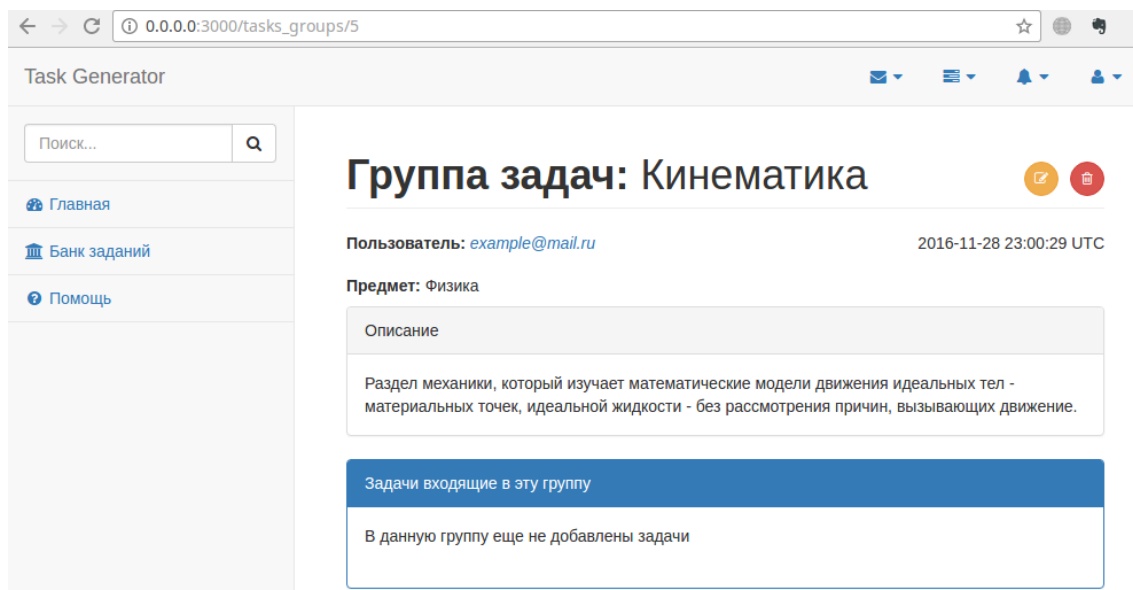 0.0.0.0:3000/tasks_groups/5
Task Generator
Поиск...
Главная
Банк заданий
Помощь
Группа задач: Кинематика
Пользователь: example@mail.ru 2016-11-28 23:00:29 UTC
Предмет: Физика
Описание
Раздел механики, который изучает математические модели движения идеальных тел -
материальных точек, идеальной жидкости - без рассмотрения причин, вызывающих движение.
Задачи входящие в эту группу
В данную группу еще не добавлены задачи